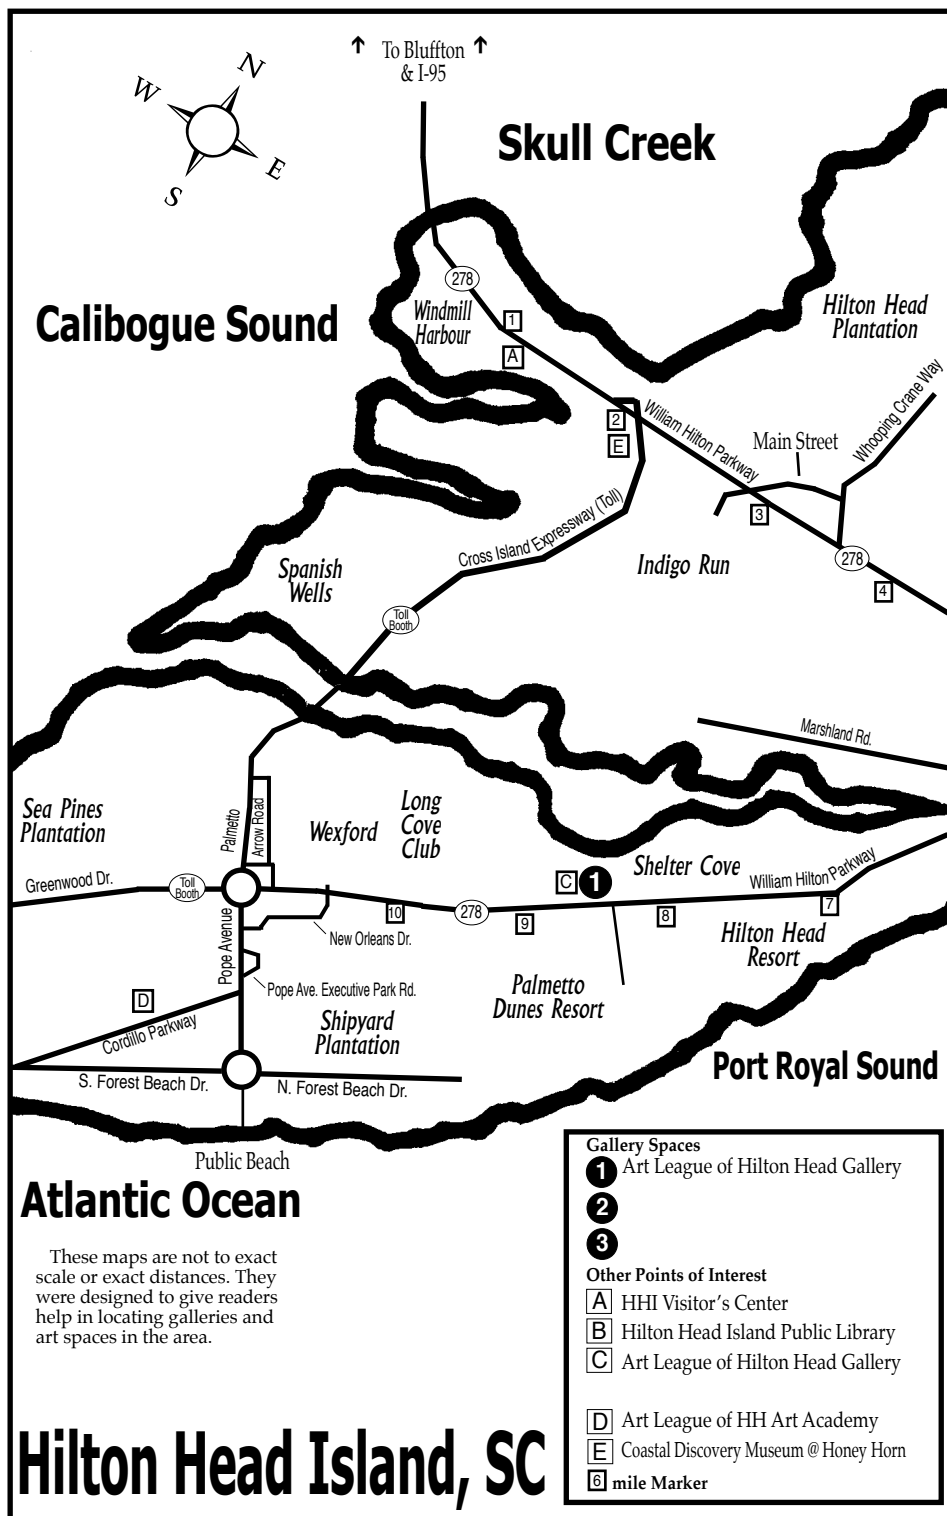 To Bluffton
& I-95
N
W
E
S
Skull Creek
278
Calibogue Sound
Windmill
Harbour
1
A
Hilton Head
Plantation
2
E
William Hilton Parkway
Main Street
Whooping Crane Way
3
Cross Island Expressway (Toll)
Indigo Run
278
4
Spanish
Wells
Toll
Booth
Marshland Rd.
Sea Pines
Plantation
Palmetto
Arrow Road
Wexford
Long
Cove
Club
Shelter Cove
C
1
William Hilton Parkway
Greenwood Dr.
Toll
Booth
10
278
9
8
7
Pope Avenue
New Orleans Dr.
Hilton Head
Resort
Pope Ave. Executive Park Rd.
Palmetto
Dunes Resort
D
Cordillo Parkway
Shipyard
Plantation
Port Royal Sound
S. Forest Beach Dr.
N. Forest Beach Dr.
Public Beach
Atlantic Ocean
These maps are not to exact
scale or exact distances. They
were designed to give readers
help in locating galleries and
art spaces in the area.
Gallery Spaces
1 Art League of Hilton Head Gallery
2
3
Other Points of Interest
A HHI Visitor's Center
B Hilton Head Island Public Library
C Art League of Hilton Head Gallery
D Art League of HH Art Academy
E Coastal Discovery Museum @ Honey Horn
6 mile Marker
Hilton Head Island, SC